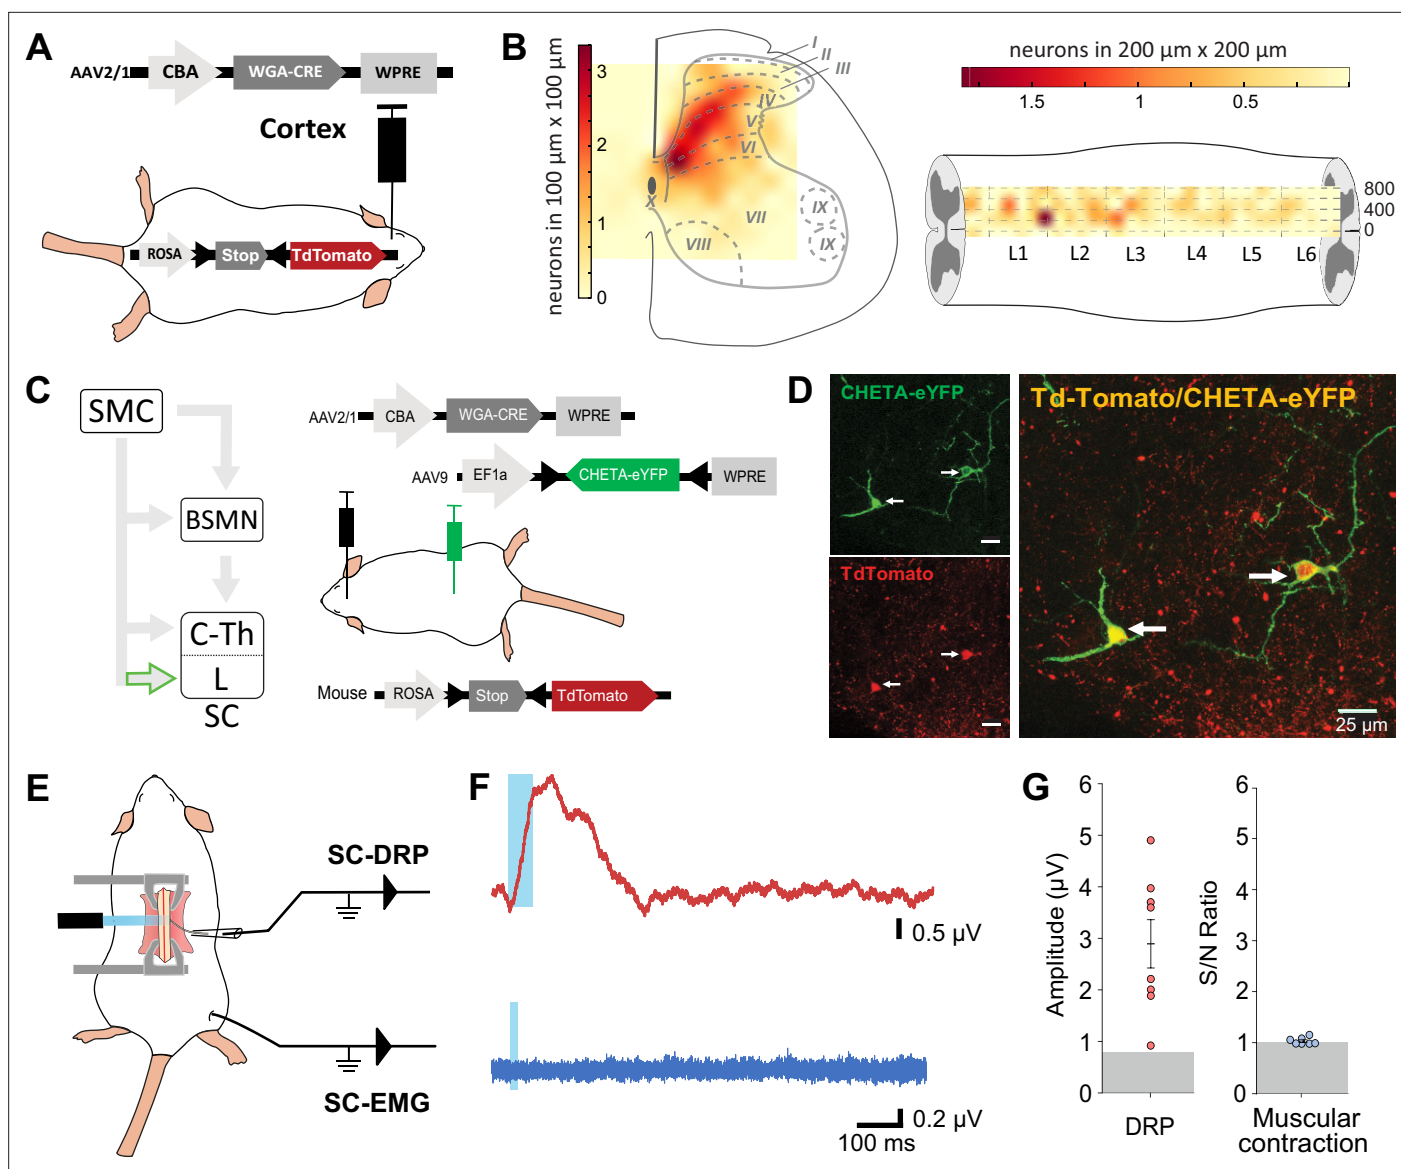 A
AAV2/1
CBA
WGA-CRE
WPRE
Cortex
ROSA
Stop
TdTomato
B
neurons in 100 µm x 100 µm
3
2
1
0
I
II
III
IV
V
VI
VII
VIII
IX
IX
X
neurons in 200 µm x 200 µm
1.5
1
0.5
800
400
0
L1
L2
L3
L4
L5
L6
C
SMC
BSMN
C-Th
L
SC
AAV2/1
CBA
WGA-CRE
WPRE
AAV9
EF1a
CHETA-eYFP
WPRE
Mouse
ROSA
Stop
TdTomato
D
CHETA-eYFP
TdTomato
Td-Tomato/CHETA-eYFP
25 µm
E
SC-DRP
SC-EMG
F
0.5 µV
0.2 µV
100 ms
G
Amplitude (µV)
6
5
4
3
2
1
0
DRP
S/N Ratio
6
5
4
3
2
1
0
Muscular
contraction